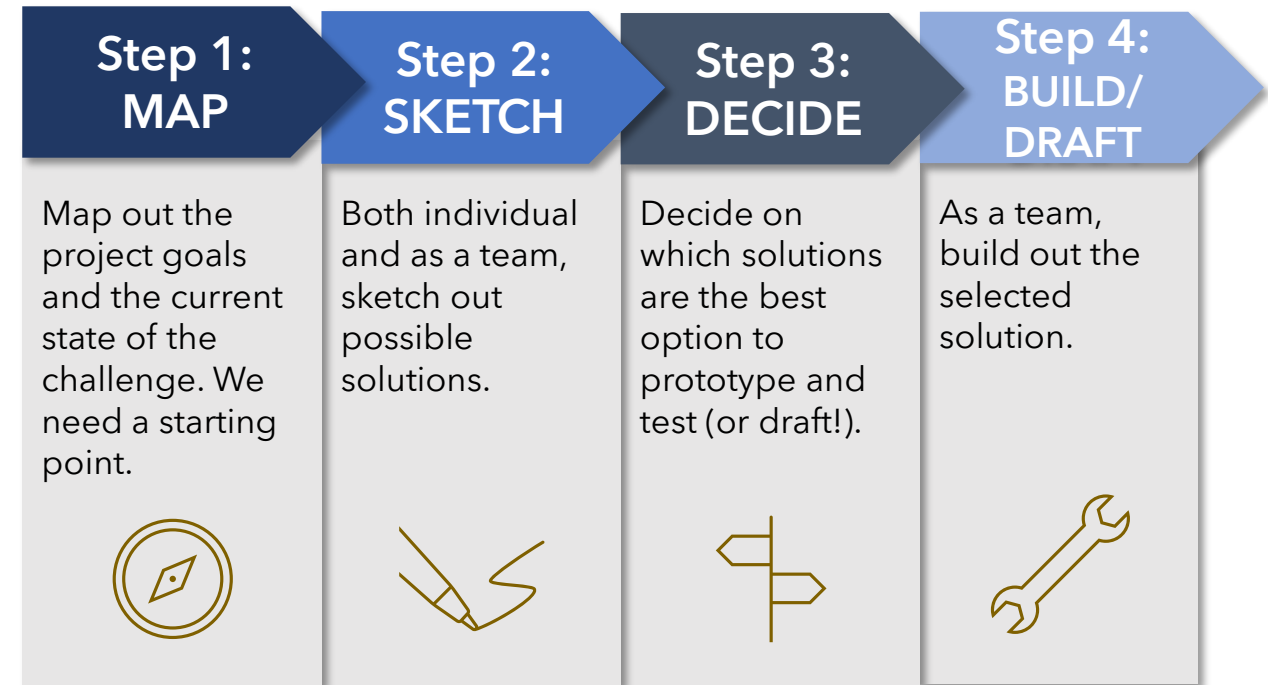 Step 1:
MAP
Map out the
project goals
and the current
state of the
challenge. We
need a starting
point.
Step 2:
SKETCH
Both individual
and as a team,
sketch out
possible
solutions.
Step 3:
DECIDE
Decide on
which solutions
are the best
option to
prototype and
test (or draft!).
Step 4:
BUILD/
DRAFT
As a team,
build out the
selected
solution.